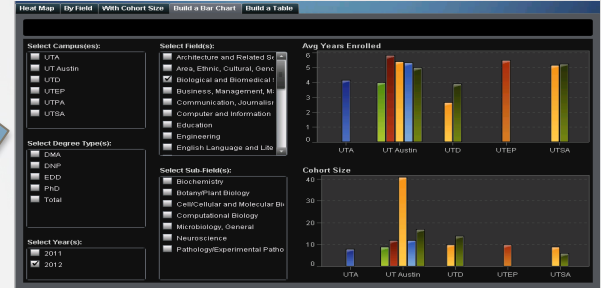 Heat Map By Field With Cohort Size Build a Bar Chart Build a Table
Select Campus(es):
UTA
UT Austin
UTD
UTEP
UTPA
UTSA
Select Degree Type(s):
DMA
DNP
EDD
PhD
Total
Select Year(s):
2011
2012
Select Field(s):
Architecture and Related Se
Area, Ethnic, Cultural, Genc
Biological and Biomedical
Business, Management, M
Communication, Journalis
Computer and Information
Education
Engineering
English Language and Lite
Select Sub-Field(s):
Biochemistry
Botany/Plant Biology
Cell/Cellular and Molecular Bi
Computational Biology
Microbiology, General
Neuroscience
Pathology/Experimental Patho
Avg Years Enrolled
6
5
4
3
2
1
0
UTA UT Austin UTD UTEP UTSA
Cohort Size
40
30
20
10
0
UTA UT Austin UTD UTEP UTSA